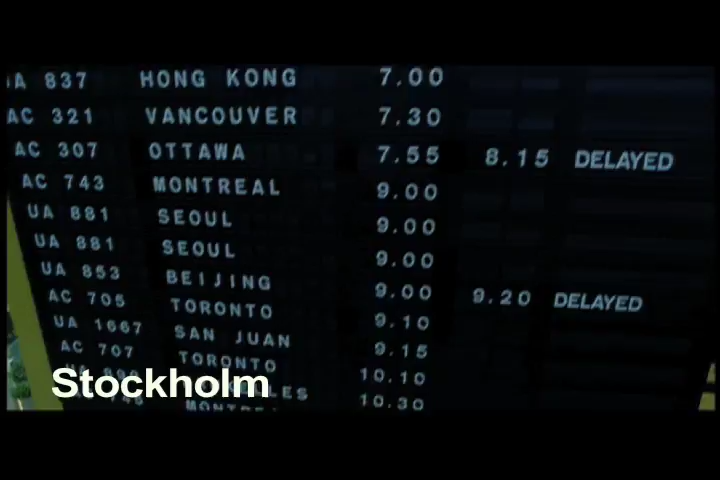 UA 837 HONG KONG 7.00
AC 321 VANCOUVER 7.30
AC 307 OTTAWA 7.55 8.15 DELAYED
AC 743 MONTREAL 9.00
UA 881 SEOUL 9.00
UA 881 SEOUL 9.00
UA 853 BEIJING 9.00 9.20 DELAYED
AC 705 TORONTO 9.10
UA 1667 SAN JUAN 9.15
AC 707 TORONTO 10.10
10.30
Stockholm